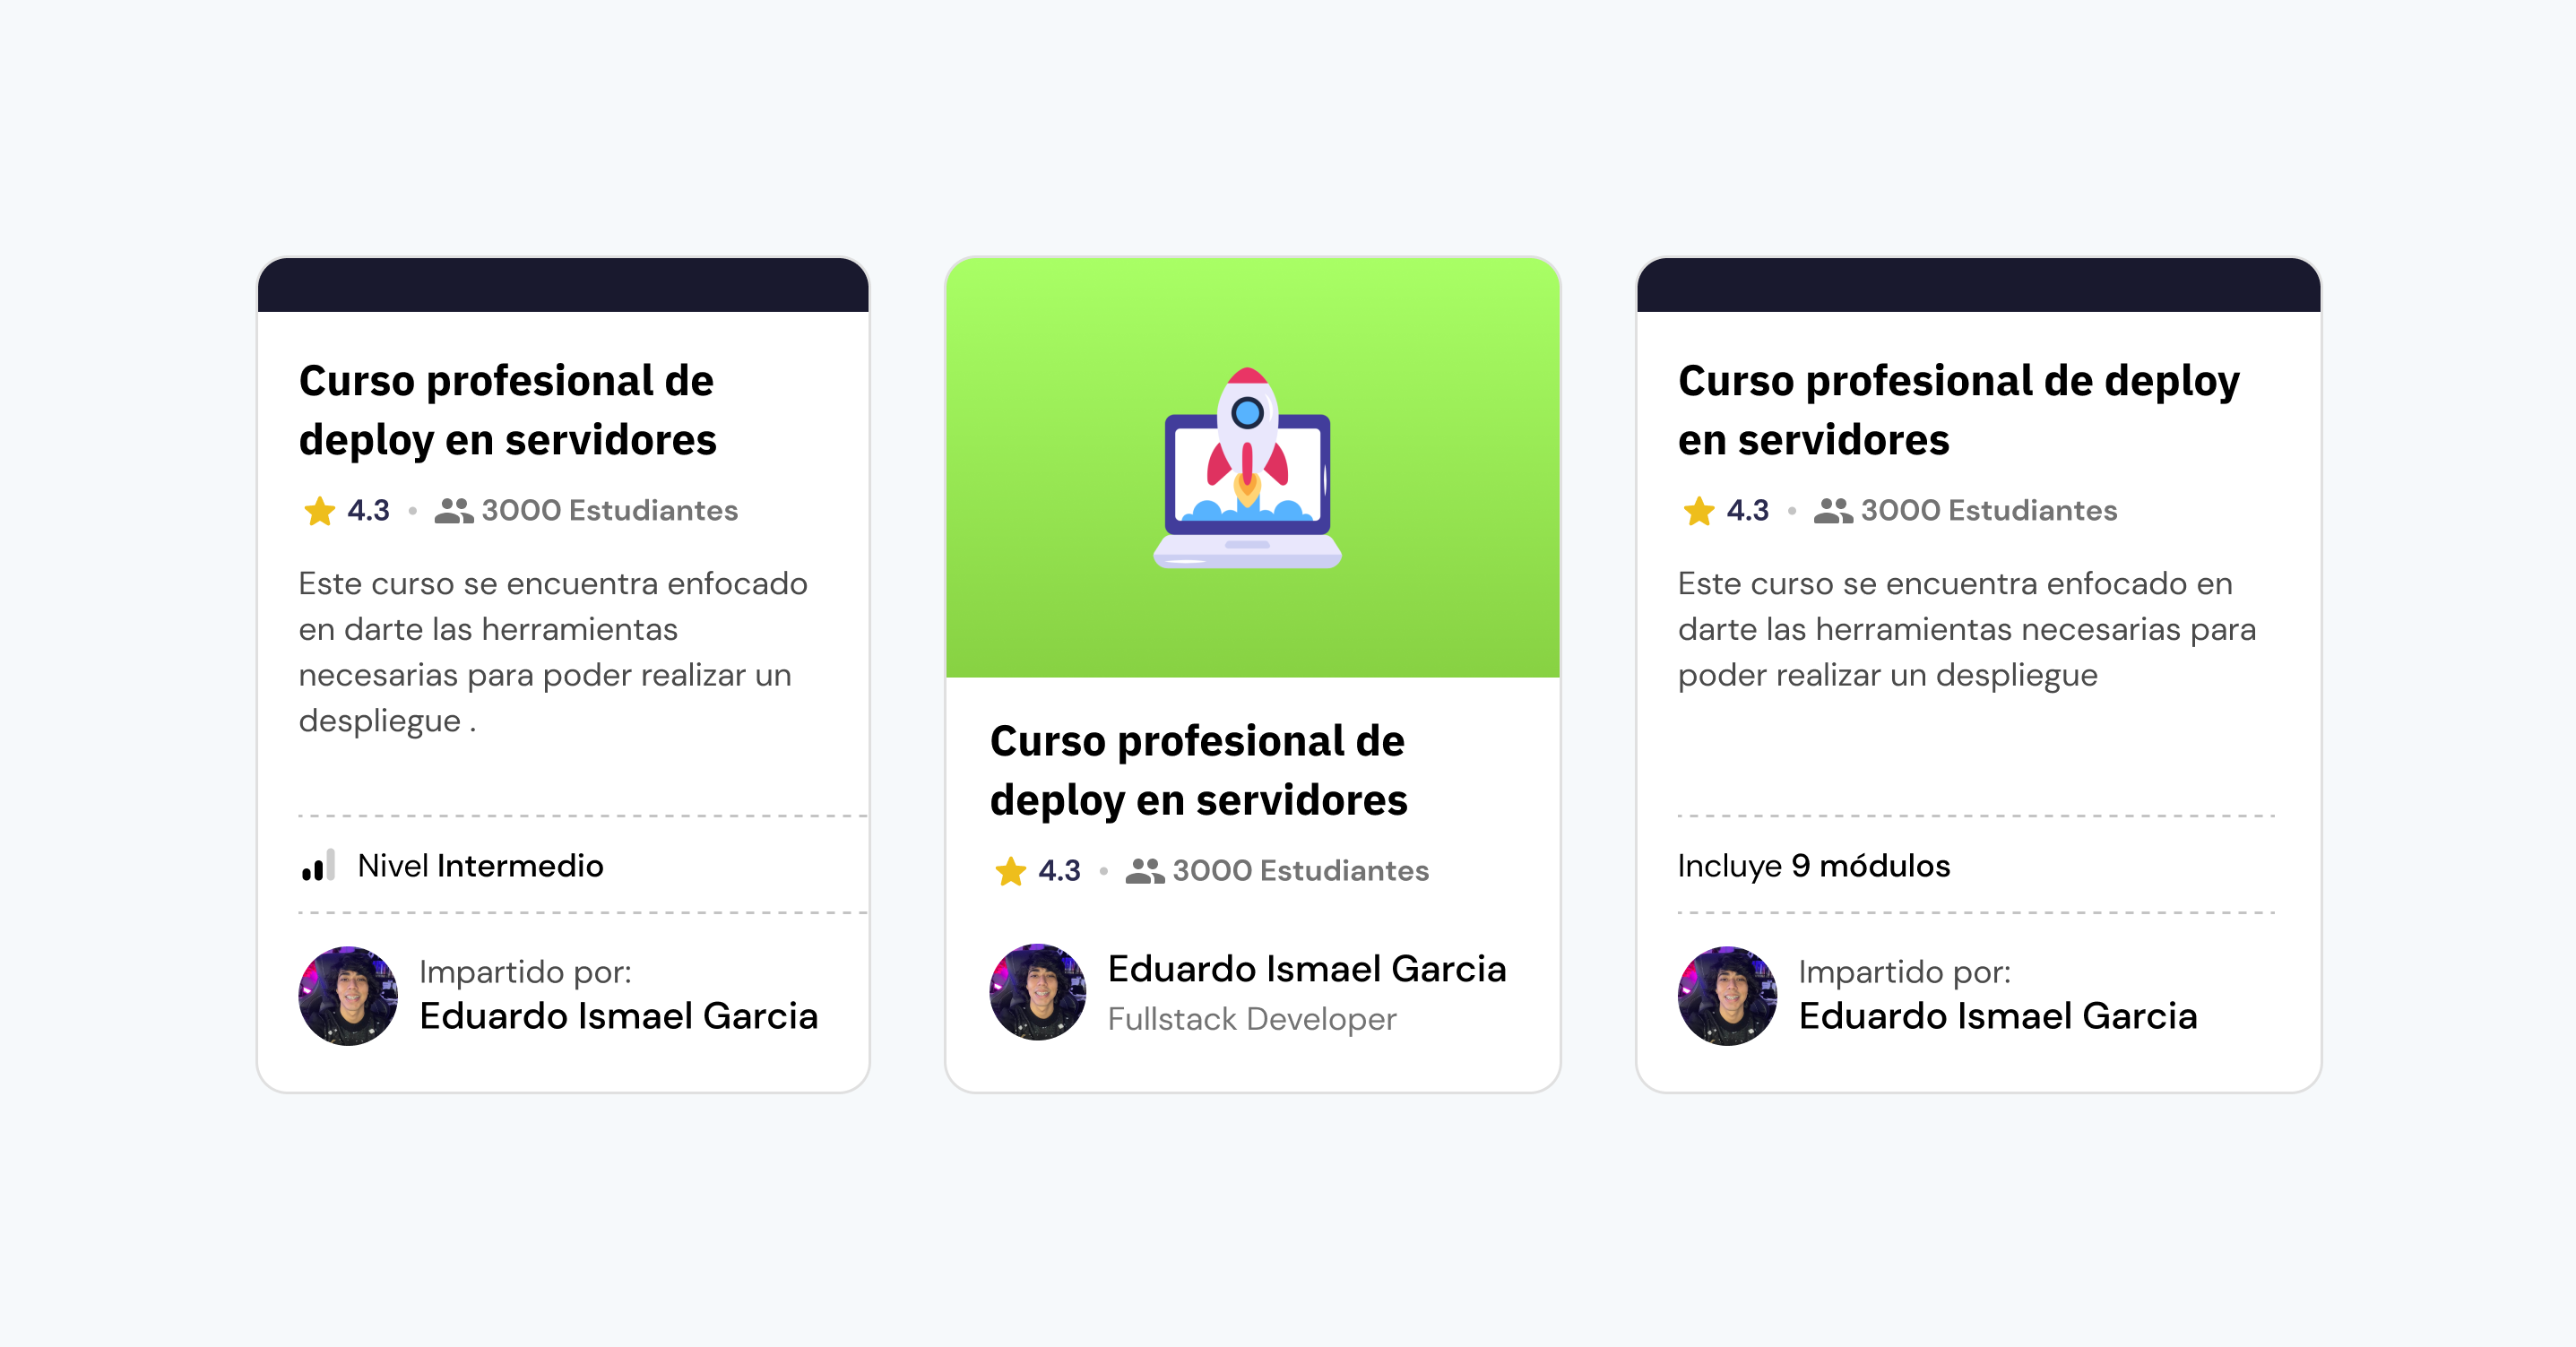 Curso profesional de
deploy en servidores
4.3 • 3000 Estudiantes
Este curso se encuentra enfocado
en darte las herramientas
necesarias para poder realizar un
despliegue .
Nivel Intermedio
Impartido por:
Eduardo Ismael Garcia
Curso profesional de
deploy en servidores
4.3 • 3000 Estudiantes
Eduardo Ismael Garcia
Fullstack Developer
Curso profesional de deploy
en servidores
4.3 • 3000 Estudiantes
Este curso se encuentra enfocado en
darte las herramientas necesarias para
poder realizar un despliegue
Incluye 9 módulos
Impartido por:
Eduardo Ismael Garcia